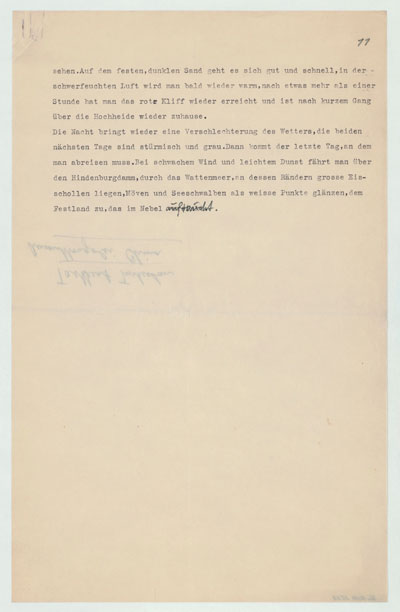 11
sehen.Auf dem festen,dunklen Sand geht es sich gut und schnell,in der
schwerfeuchten Luft wird man bald wieder warm,nach etwas mehr als einer
Stunde hat man das rote Kliff wieder erreicht und ist nach kurzem Gang
über die Hochheide wieder zuhause.
Die Nacht bringt wieder eine Verschlechterung des Wetters,die beiden
nächsten Tage sind stürmisch und grau.Dann kommt der letzte Tag,an dem
man abreisen muss.Bei schwachem Wind und leichtem Dunst fährt man über
den Hindenburgdamm,durch das Wattenmeer,an dessen Rändern grosse Eis-
schollen liegen,Möven und Seeschwalben als weisse Punkte glänzen,dem
Festland zu,das im Nebel auftaucht.